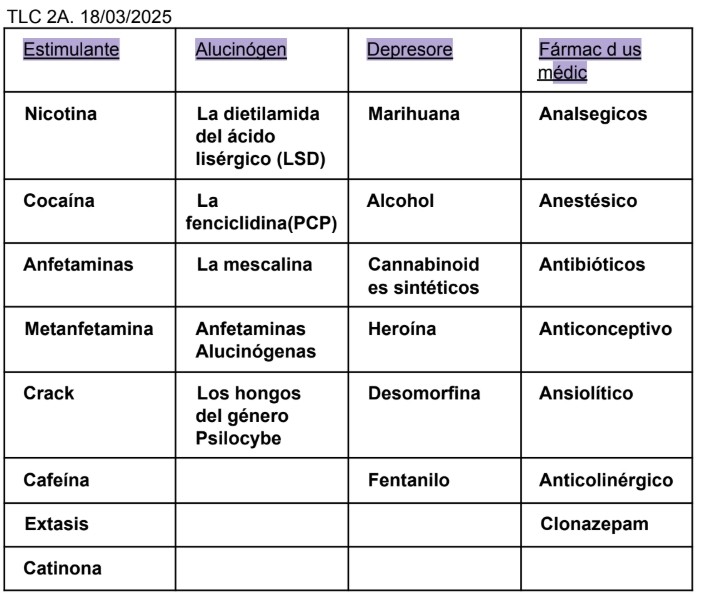 TLC 2A. 18/03/2025
Estimulante Alucinógen Depresore Fármac d us
médic
Nicotina La dietilamida Marihuana Analsegicos
del ácido
lisérgico (LSD)
Cocaína La Alcohol Anestésico
fenciclidina(PCP)
Anfetaminas La mescalina Cannabinoid Antibióticos
es sintéticos
Metanfetamina Anfetaminas Heroína Anticonceptivo
Alucinógenas
Crack Los hongos Desomorfina Ansiolítico
del género
Psilocybe
Cafeína Fentanilo Anticolinérgico
Extasis Clonazepam
Catinona